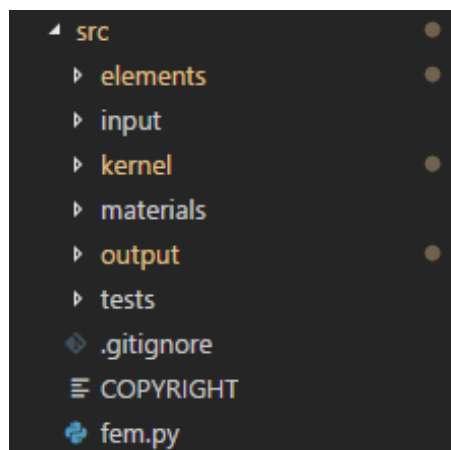 src
elements
input
kernel
materials
output
tests
.gitignore
COPYRIGHT
fem.py